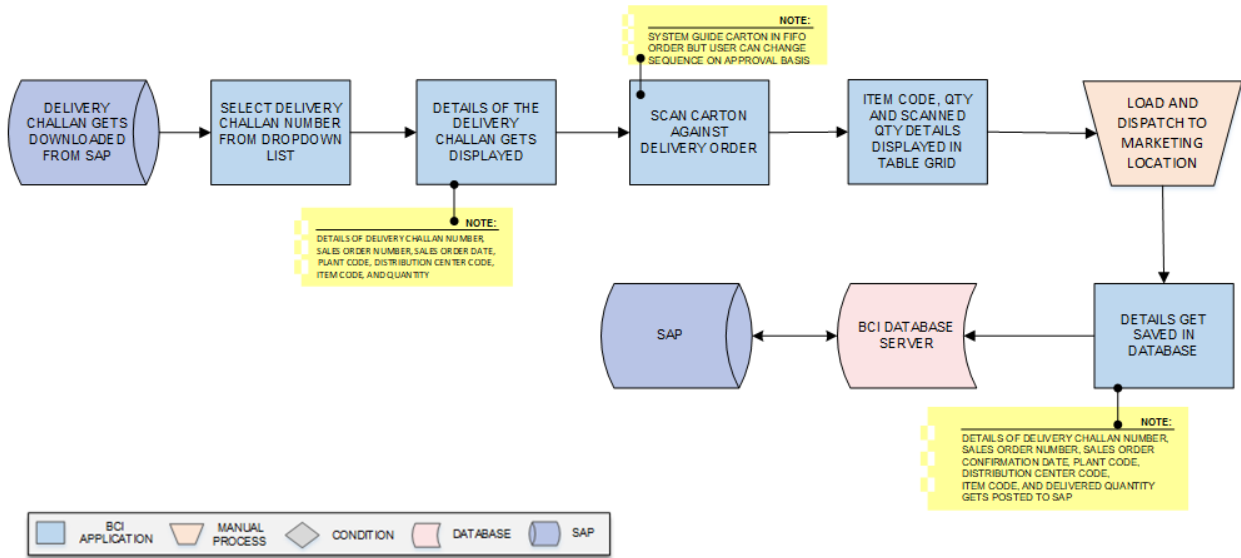 NOTE:
SYSTEM GUIDE CARTON IN FIFO
ORDER BUT USER CAN CHANGE
SEQUENCE ON APPROVAL BASIS
DELIVERY
CHALLAN GETS
DOWNLOADED
FROM SAP
SELECT DELIVERY
CHALLAN NUMBER
FROM DROPDOWN
LIST
DETAILS OF THE
DELIVERY
CHALLAN GETS
DISPLAYED
SCAN CARTON
AGAINST
DELIVERY ORDER
ITEM CODE, QTY
AND SCANNED
QTY DETAILS
DISPLAYED IN
TABLE GRID
LOAD AND
DISPATCH TO
MARKETING
LOCATION
NOTE:
DETAILS OF DELIVERY CHALLAN NUMBER,
SALES ORDER NUMBER, SALES ORDER DATE,
PLANT CODE, DISTRIBUTION CENTER CODE,
ITEM CODE, AND QUANTITY
SAP
BCI DATABASE
SERVER
DETAILS GET
SAVED IN
DATABASE
NOTE:
DETAILS OF DELIVERY CHALLAN NUMBER,
SALES ORDER NUMBER, SALES ORDER
CONFIRMATION DATE, PLANT CODE,
DISTRIBUTION CENTER CODE,
ITEM CODE, AND DELIVERED QUANTITY
GETS POSTED TO SAP
BCI
APPLICATION
MANUAL
PROCESS
CONDITION
DATABASE
SAP